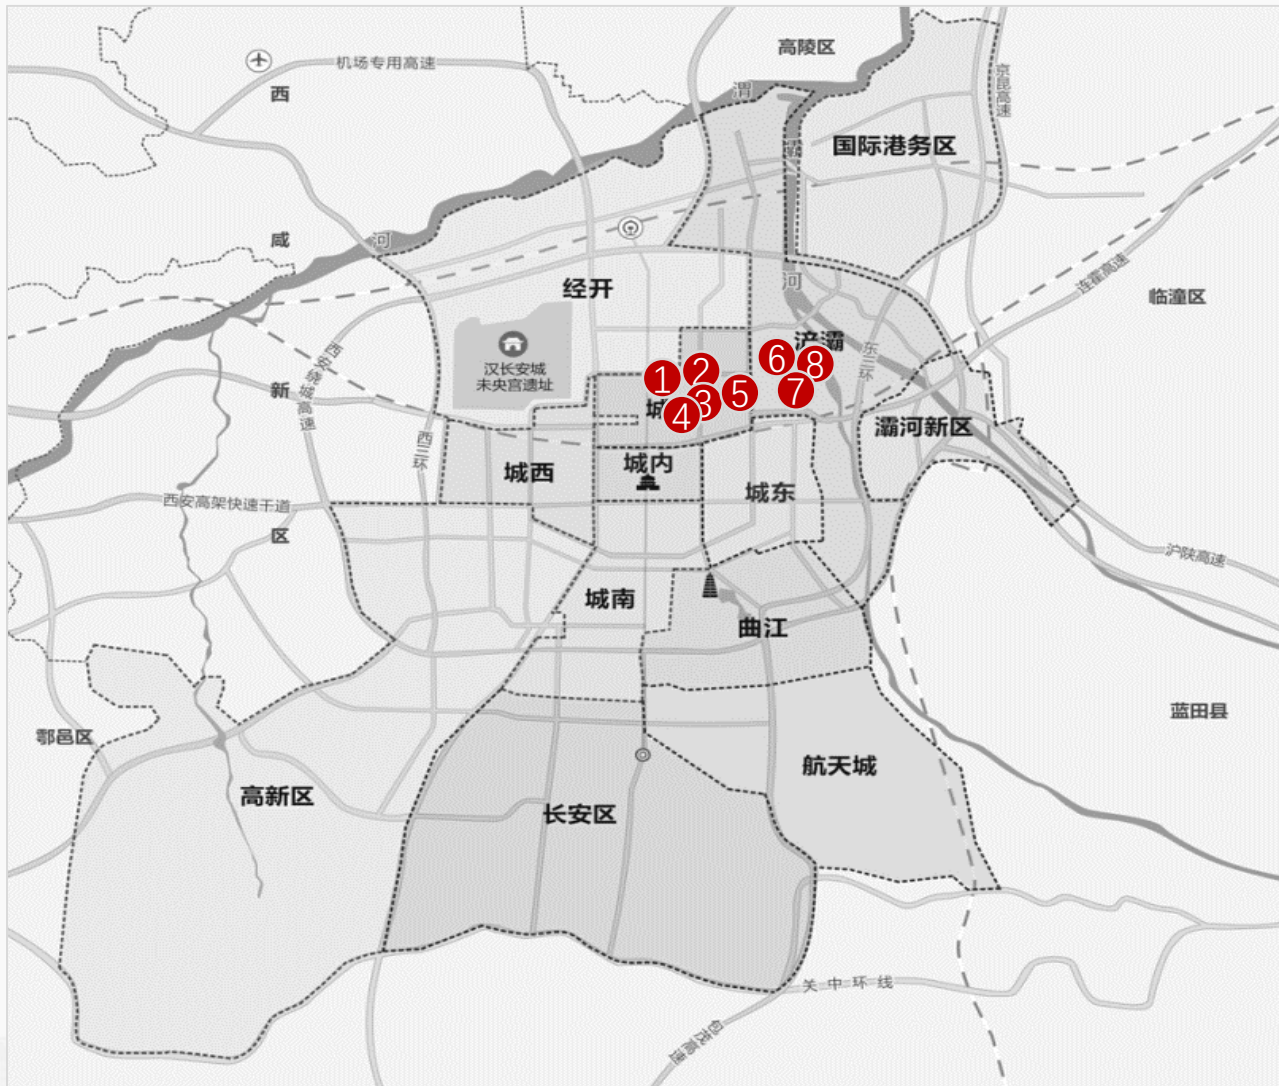 高陵区
机场专用高速
京昆高速
西
渭
国际港务区
灞
咸
河
河
连霍高速
经开
临潼区
浐灞
东三环
西安绕城高速
汉长安城
未央宫遗址
6
8
2
1
新
5
7
3
城
4
灞河新区
西三环
城西
城内
城东
西安高架快速干道
区
沪陕高速
城南
曲江
蓝田县
鄠邑区
航天城
高新区
长安区
关中环线
包茂高速